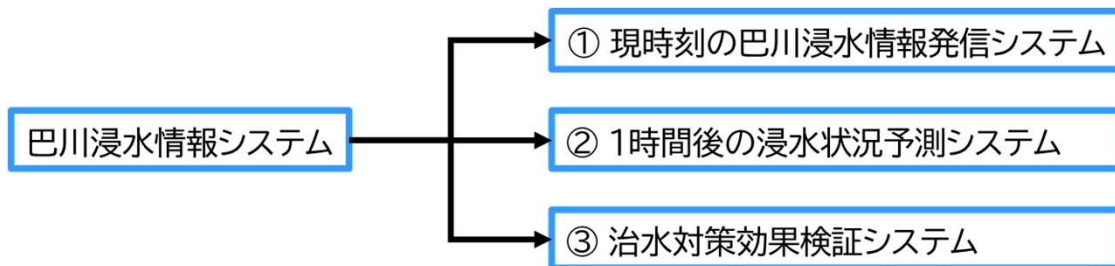 ① 現時刻の巴川浸水情報発信システム
巴川浸水情報システム
② 1時間後の浸水状況予測システム
③ 治水対策効果検証システム